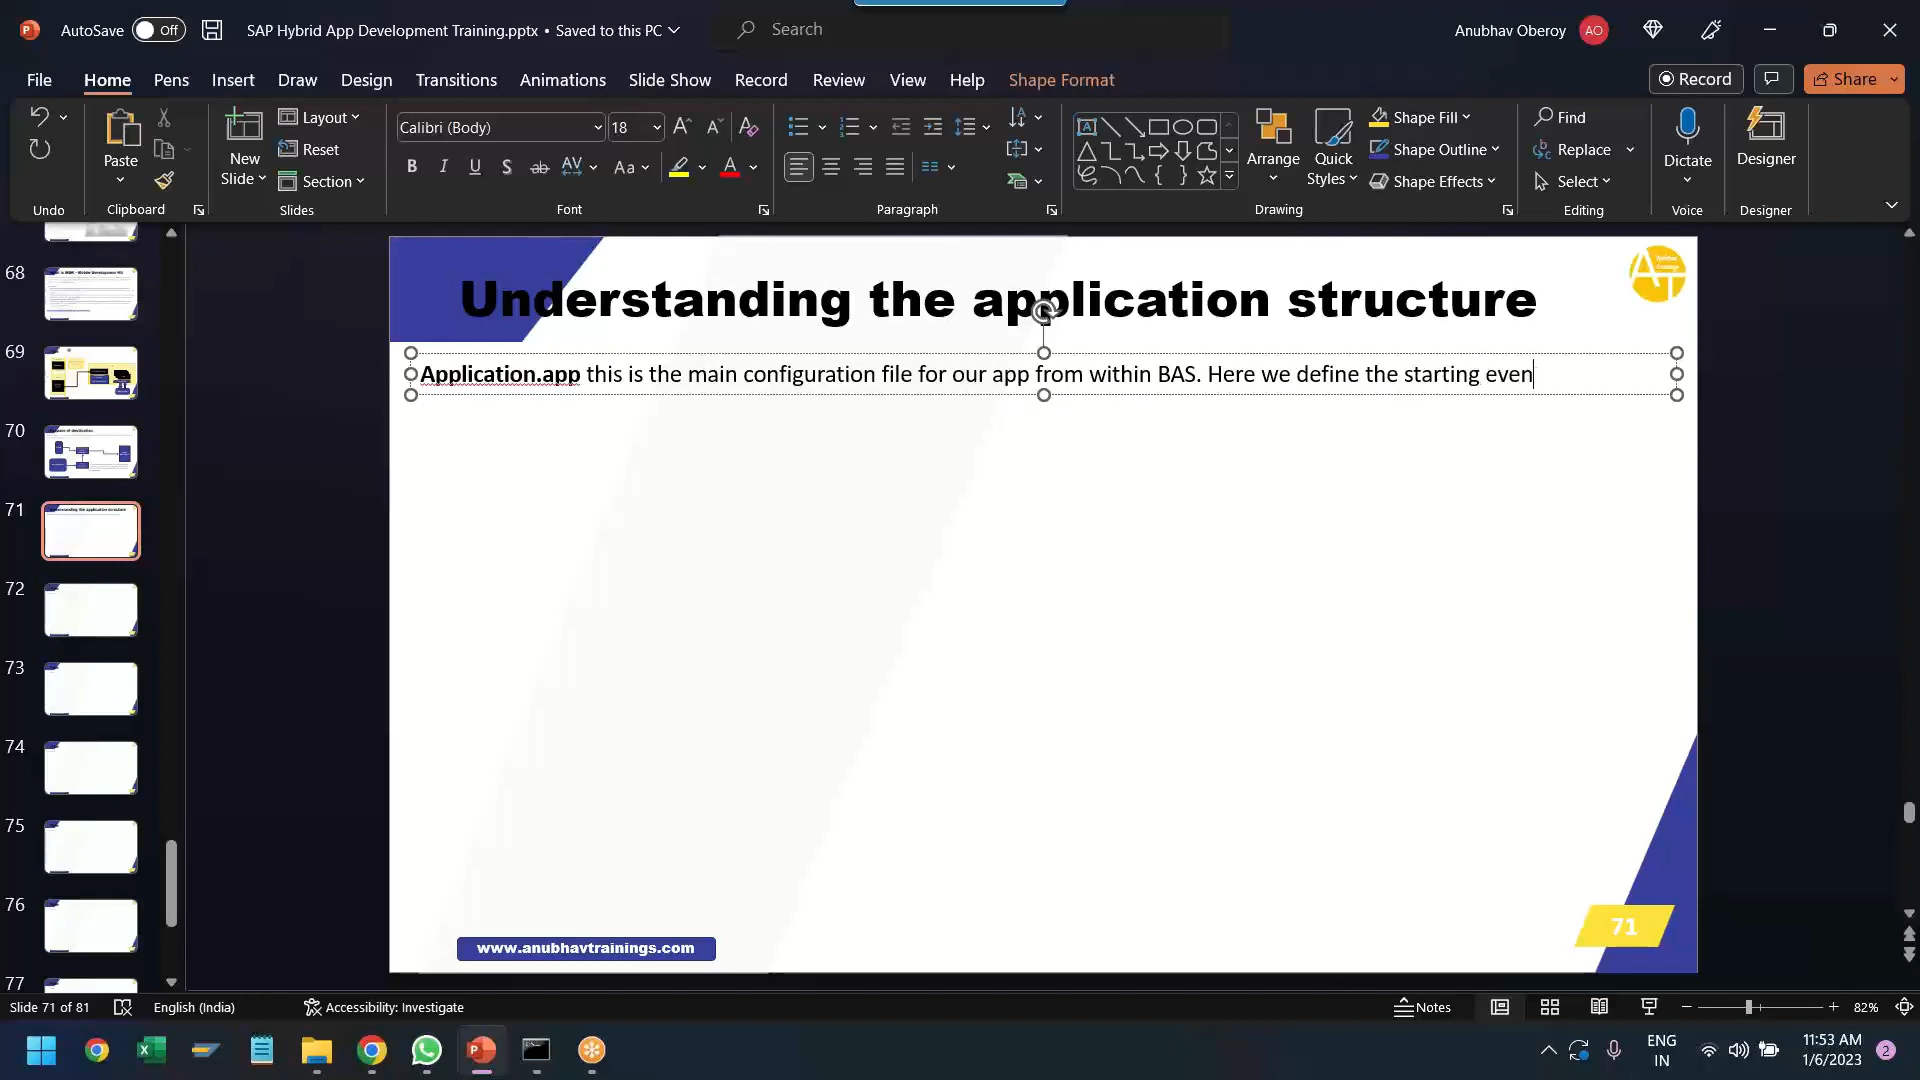 AutoSave Off SAP Hybrid App Development Training.pptx • Saved to this PC Search Anubhav Oberoy AO
File Home Pens Insert Draw Design Transitions Animations Slide Show Record Review View Help Shape Format Record Share
Paste New Slide Layout Reset Section
Calibri (Body) 18
Arrange Quick Styles Shape Fill Shape Outline Shape Effects
Find Replace Select Dictate Designer
Undo Clipboard Slides Font Paragraph Drawing Editing Voice Designer
68
69
70
71
72
73
74
75
76
77
Understanding the application structure
Application.app this is the main configuration file for our app from within BAS. Here we define the starting even
www.anubhavtrainings.com
71
Slide 71 of 81 English (India) Accessibility: Investigate Notes 82%
ENG
IN
11:53 AM
1/6/2023
2